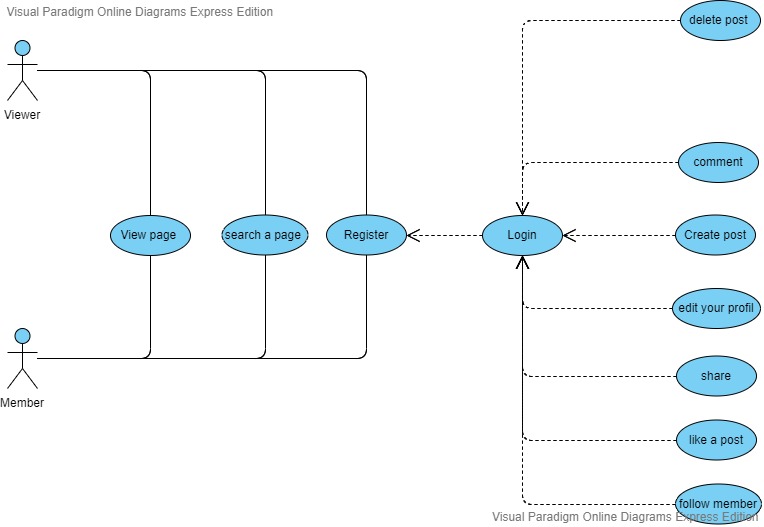 Visual Paradigm Online Diagrams Express Edition
delete post
Viewer
comment
View page
search a page
Register
Login
Create post
edit your profil
share
Member
like a post
follow member
Visual Paradigm Online Diagrams Express Edition